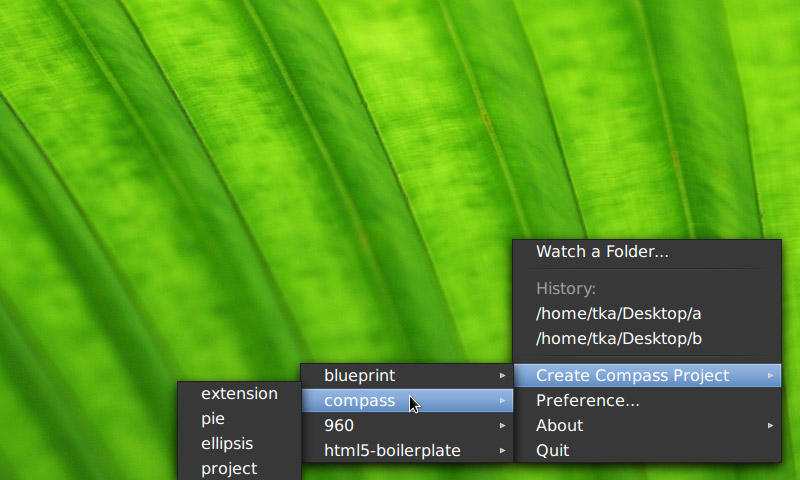 Watch a Folder...
History:
/home/tka/Desktop/a
/home/tka/Desktop/b
Create Compass Project
Preference...
About
Quit
blueprint
compass
960
html5-boilerplate
extension
pie
ellipsis
project